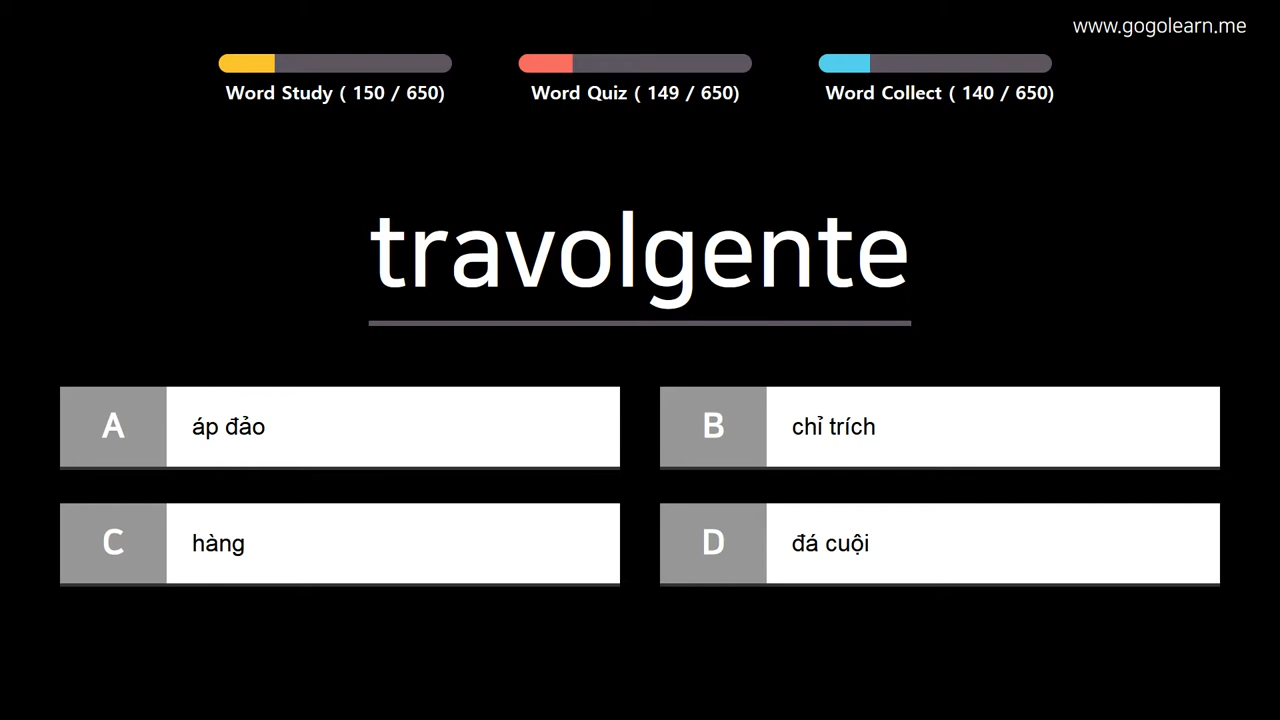 www.gogolearn.me
Word Study ( 150 / 650)
Word Quiz ( 149 / 650)
Word Collect ( 140 / 650)
travolgente
A áp đảo
B chỉ trích
C hàng
D đá cuội